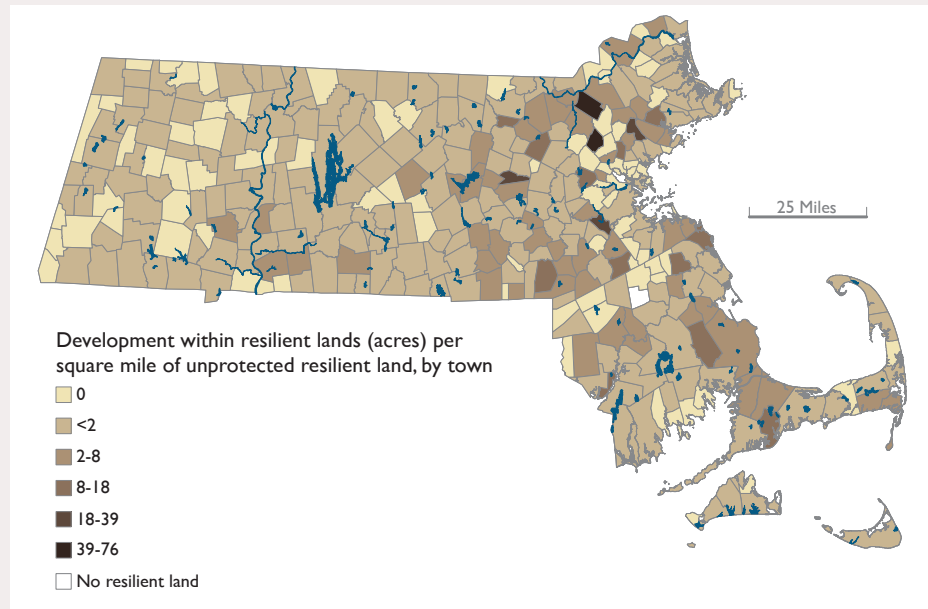 25 Miles
Development within resilient lands (acres) per
square mile of unprotected resilient land, by town
0
<2
2-8
8-18
18-39
39-76
No resilient land